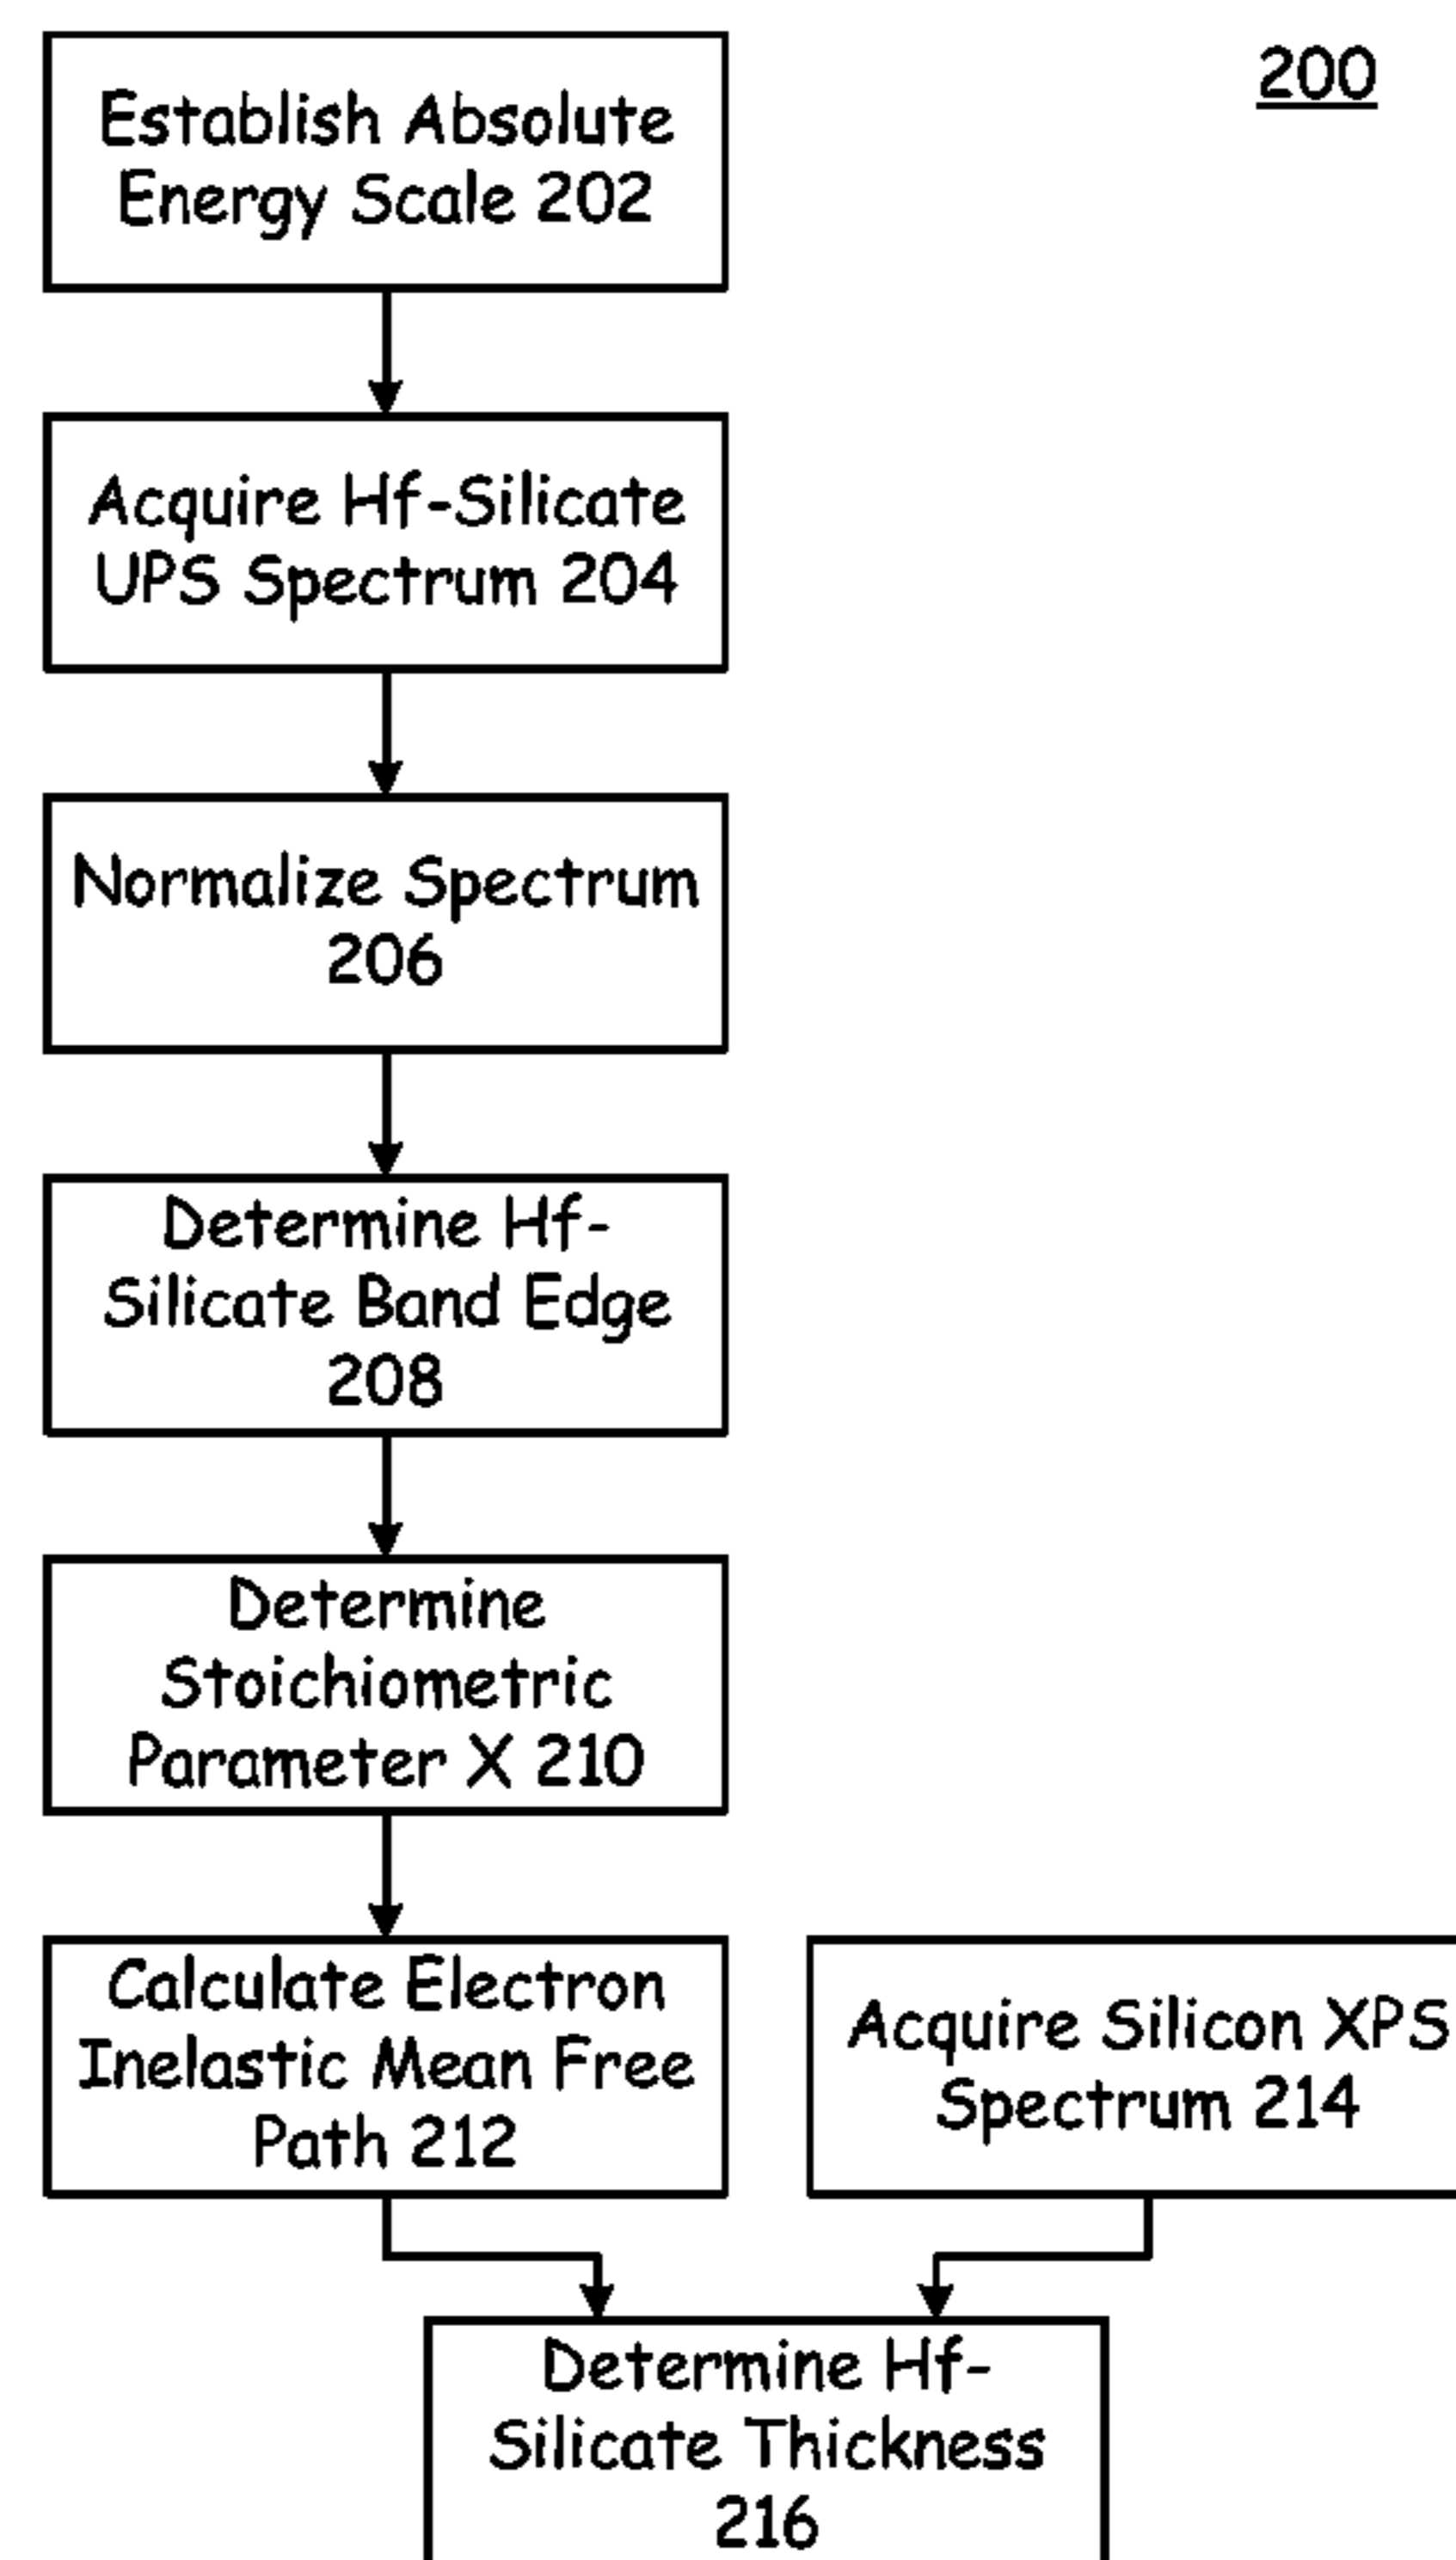 200
Establish Absolute
Energy Scale 202
Acquire Hf-Silicate
UPS Spectrum 204
Normalize Spectrum
206
Determine Hf-
Silicate Band Edge
208
Determine
Stoichiometric
Parameter X 210
Calculate Electron
Inelastic Mean Free
Path 212
Acquire Silicon XPS
Spectrum 214
Determine Hf-
Silicate Thickness
216